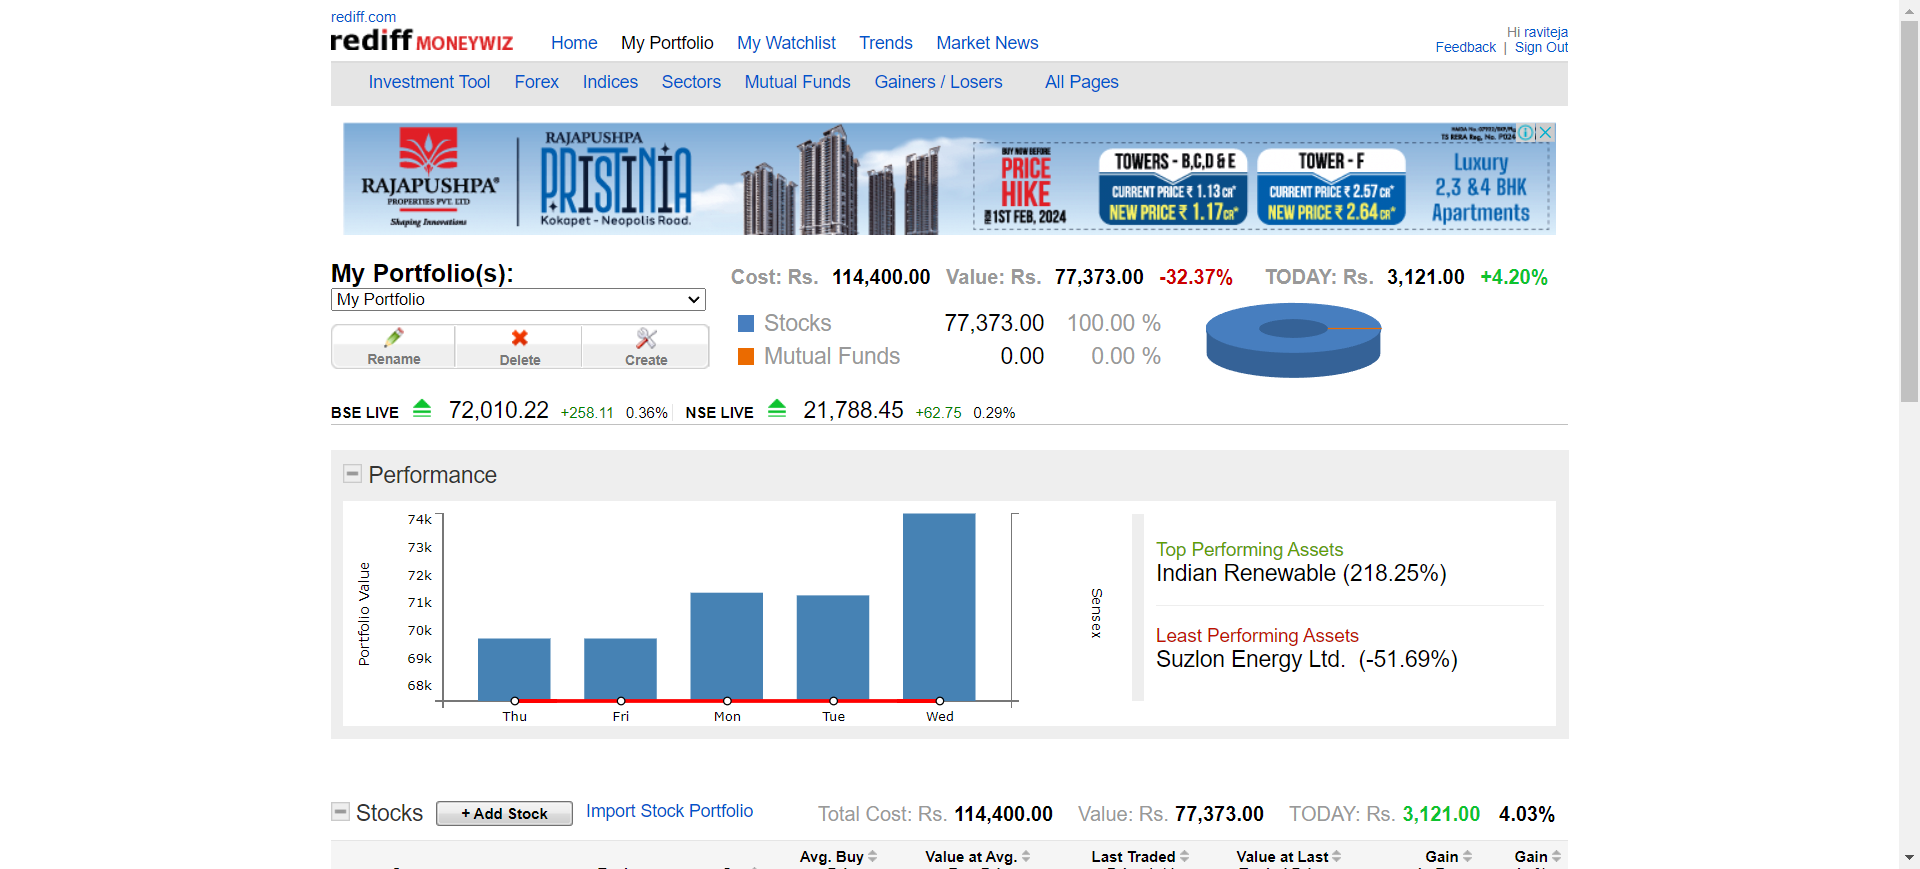 rediff.com
rediff MONEYWIZ
Home My Portfolio My Watchlist Trends Market News
Hi raviteja
Feedback | Sign Out
Investment Tool Forex Indices Sectors Mutual Funds Gainers / Losers All Pages
RAJAPUSHPA
PROPERTIES PVT. LTD
Shaping Innovations
RAJAPUSHPA
PRISTINIA
Kokapet - Neopolis Road.
BUY NOW BEFORE
PRICE
HIKE
FROM 1ST FEB, 2024
TOWERS - B,C,D & E
CURRENT PRICE ₹ 1.13 CR*
NEW PRICE ₹ 1.17 CR*
TOWER - F
CURRENT PRICE ₹ 2.57 CR*
NEW PRICE ₹ 2.64 CR*
TS RERA Reg. No. P024
Luxury
2,3 & 4 BHK
Apartments
My Portfolio(s):
My Portfolio
Rename Delete Create
Cost: Rs. 114,400.00 Value: Rs. 77,373.00 -32.37% TODAY: Rs. 3,121.00 +4.20%
Stocks 77,373.00 100.00 %
Mutual Funds 0.00 0.00 %
BSE LIVE 72,010.22 +258.11 0.36% NSE LIVE 21,788.45 +62.75 0.29%
Performance
Portfolio Value
74k
73k
72k
71k
70k
69k
68k
Thu Fri Mon Tue Wed
Sensex
Top Performing Assets
Indian Renewable (218.25%)
Least Performing Assets
Suzlon Energy Ltd. (-51.69%)
Stocks + Add Stock Import Stock Portfolio Total Cost: Rs. 114,400.00 Value: Rs. 77,373.00 TODAY: Rs. 3,121.00 4.03%
Avg. Buy Value at Avg. Last Traded Value at Last Gain Gain